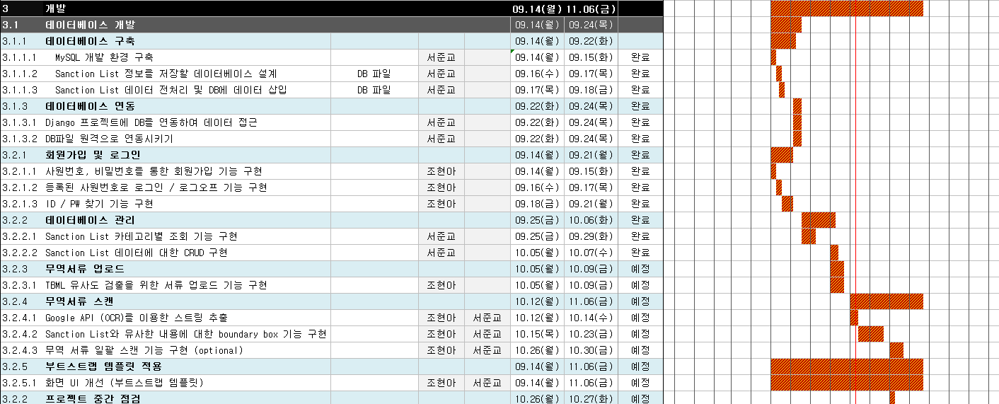 3 개발 09.14(월) 11.06(금)
3.1 데이터베이스 개발 09.14(월) 09.24(목)
3.1.1 데이터베이스 구축 09.14(월) 09.22(화)
3.1.1.1 MySQL 개발 환경 구축 서준교 09.14(월) 09.15(화) 완료
3.1.1.2 Sanction List 정보를 저장할 데이터베이스 설계 DB 파일 서준교 09.16(수) 09.17(목) 완료
3.1.1.3 Sanction List 데이터 전처리 및 DB에 데이터 삽입 DB 파일 서준교 09.17(목) 09.18(금) 완료
3.1.3 데이터베이스 연동 09.22(화) 09.24(목) 완료
3.1.3.1 Django 프로젝트에 DB를 연동하여 데이터 접근 서준교 09.22(화) 09.24(목) 완료
3.1.3.2 DB파일 원격으로 연동시키기 서준교 09.22(화) 09.24(목) 완료
3.2.1 회원가입 및 로그인 09.14(월) 09.21(월) 완료
3.2.1.1 사원번호, 비밀번호를 통한 회원가입 기능 구현 조현아 09.14(월) 09.15(화) 완료
3.2.1.2 등록된 사원번호로 로그인 / 로그오프 기능 구현 조현아 09.16(수) 09.17(목) 완료
3.2.1.3 ID / PW 찾기 기능 구현 조현아 09.18(금) 09.21(월) 완료
3.2.2 데이터베이스 관리 09.25(금) 10.06(화) 완료
3.2.2.1 Sanction List 카테고리별 조회 기능 구현 서준교 09.25(금) 09.29(화) 완료
3.2.2.2 Sanction List 데이터에 대한 CRUD 구현 서준교 10.05(월) 10.07(수) 완료
3.2.3 무역서류 업로드 10.05(월) 10.09(금) 예정
3.2.3.1 TBML 유사도 검출을 위한 서류 업로드 기능 구현 조현아 10.05(월) 10.09(금) 예정
3.2.4 무역서류 스캔 10.12(월) 11.06(금) 예정
3.2.4.1 Google API (OCR)를 이용한 스트링 추출 조현아 서준교 10.12(월) 10.14(수) 예정
3.2.4.2 Sanction List와 유사한 내용에 대한 boundary box 기능 구현 조현아 서준교 10.15(목) 10.23(금) 예정
3.2.4.3 무역 서류 일괄 스캔 기능 구현 (optional) 조현아 서준교 10.26(월) 10.30(금) 예정
3.2.5 부트스트랩 템플릿 적용 09.14(월) 11.06(금) 예정
3.2.5.1 화면 UI 개선 (부트스트랩 템플릿) 조현아 서준교 09.14(월) 11.06(금) 예정
3.2.2 프로젝트 중간 점검 10.26(월) 10.27(화) 예정